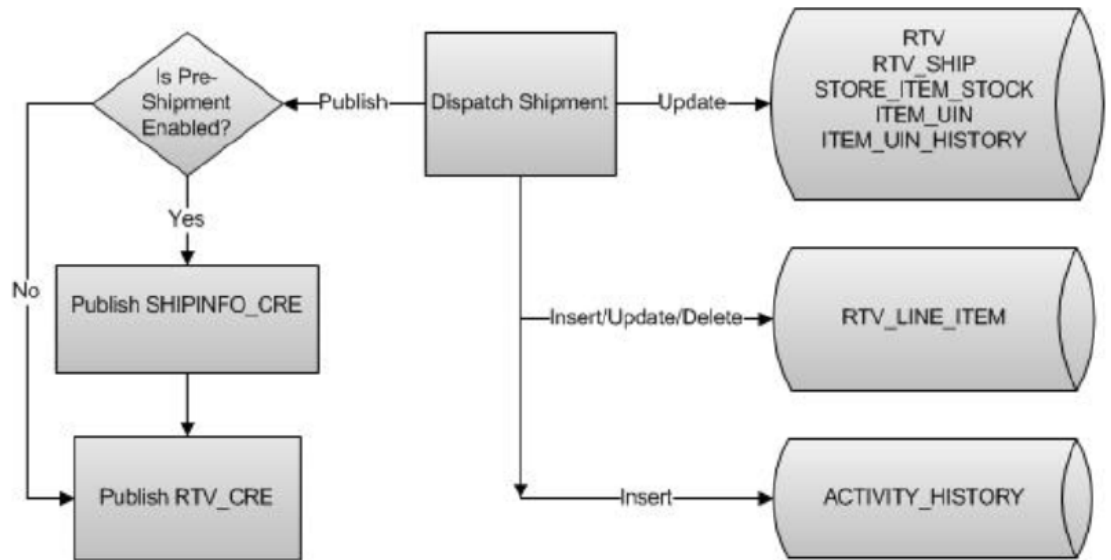 Is Pre-
Shipment
Enabled?
Publish
Dispatch Shipment
Update
RTV
RTV_SHIP
STORE_ITEM_STOCK
ITEM_UIN
ITEM_UIN_HISTORY
Yes
No
Publish SHIPINFO_CRE
Insert/Update/Delete
RTV_LINE_ITEM
Publish RTV_CRE
Insert
ACTIVITY_HISTORY